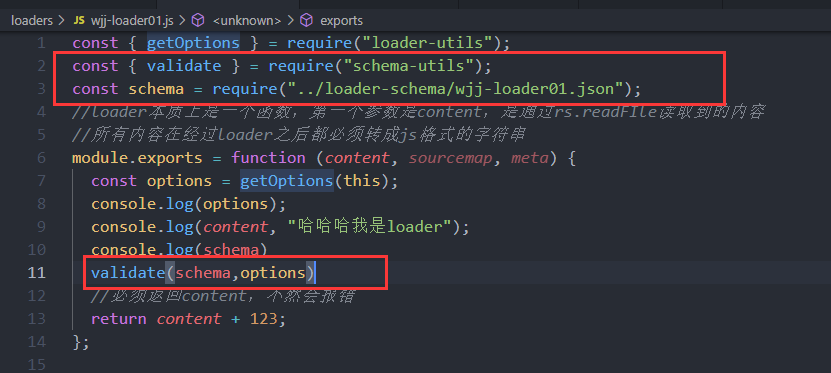 loaders > JS wjj-loader01.js > <unknown> > exports
1 const { getOptions } = require("loader-utils");
2 const { validate } = require("schema-utils");
3 const schema = require("../loader-schema/wjj-loader01.json");
4 //loader本质上是一个函数，第一个参数是content，是通过rs.readFIle读取到的内容
5 //所有内容在经过loader之后都必须转成js格式的字符串
6 module.exports = function (content, sourcemap, meta) {
7 const options = getOptions(this);
8 console.log(options);
9 console.log(content, "哈哈哈我是loader");
10 console.log(schema)
11 validate(schema,options)
12 //必须返回content，不然会报错
13 return content + 123;
14 };
15